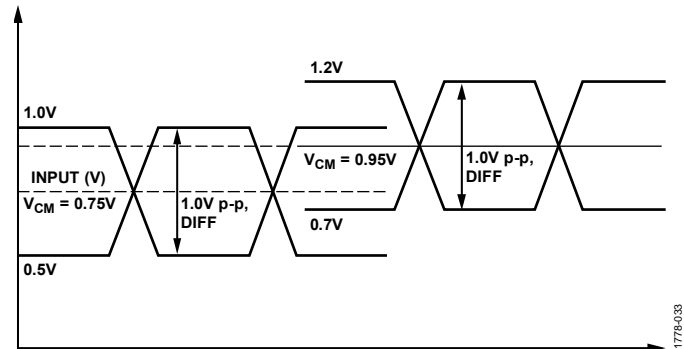 1.2V
1.0V
VCM = 0.95V
1.0V p-p,
DIFF
INPUT (V)
VCM = 0.75V
1.0V p-p,
DIFF
0.7V
0.5V
1778-033